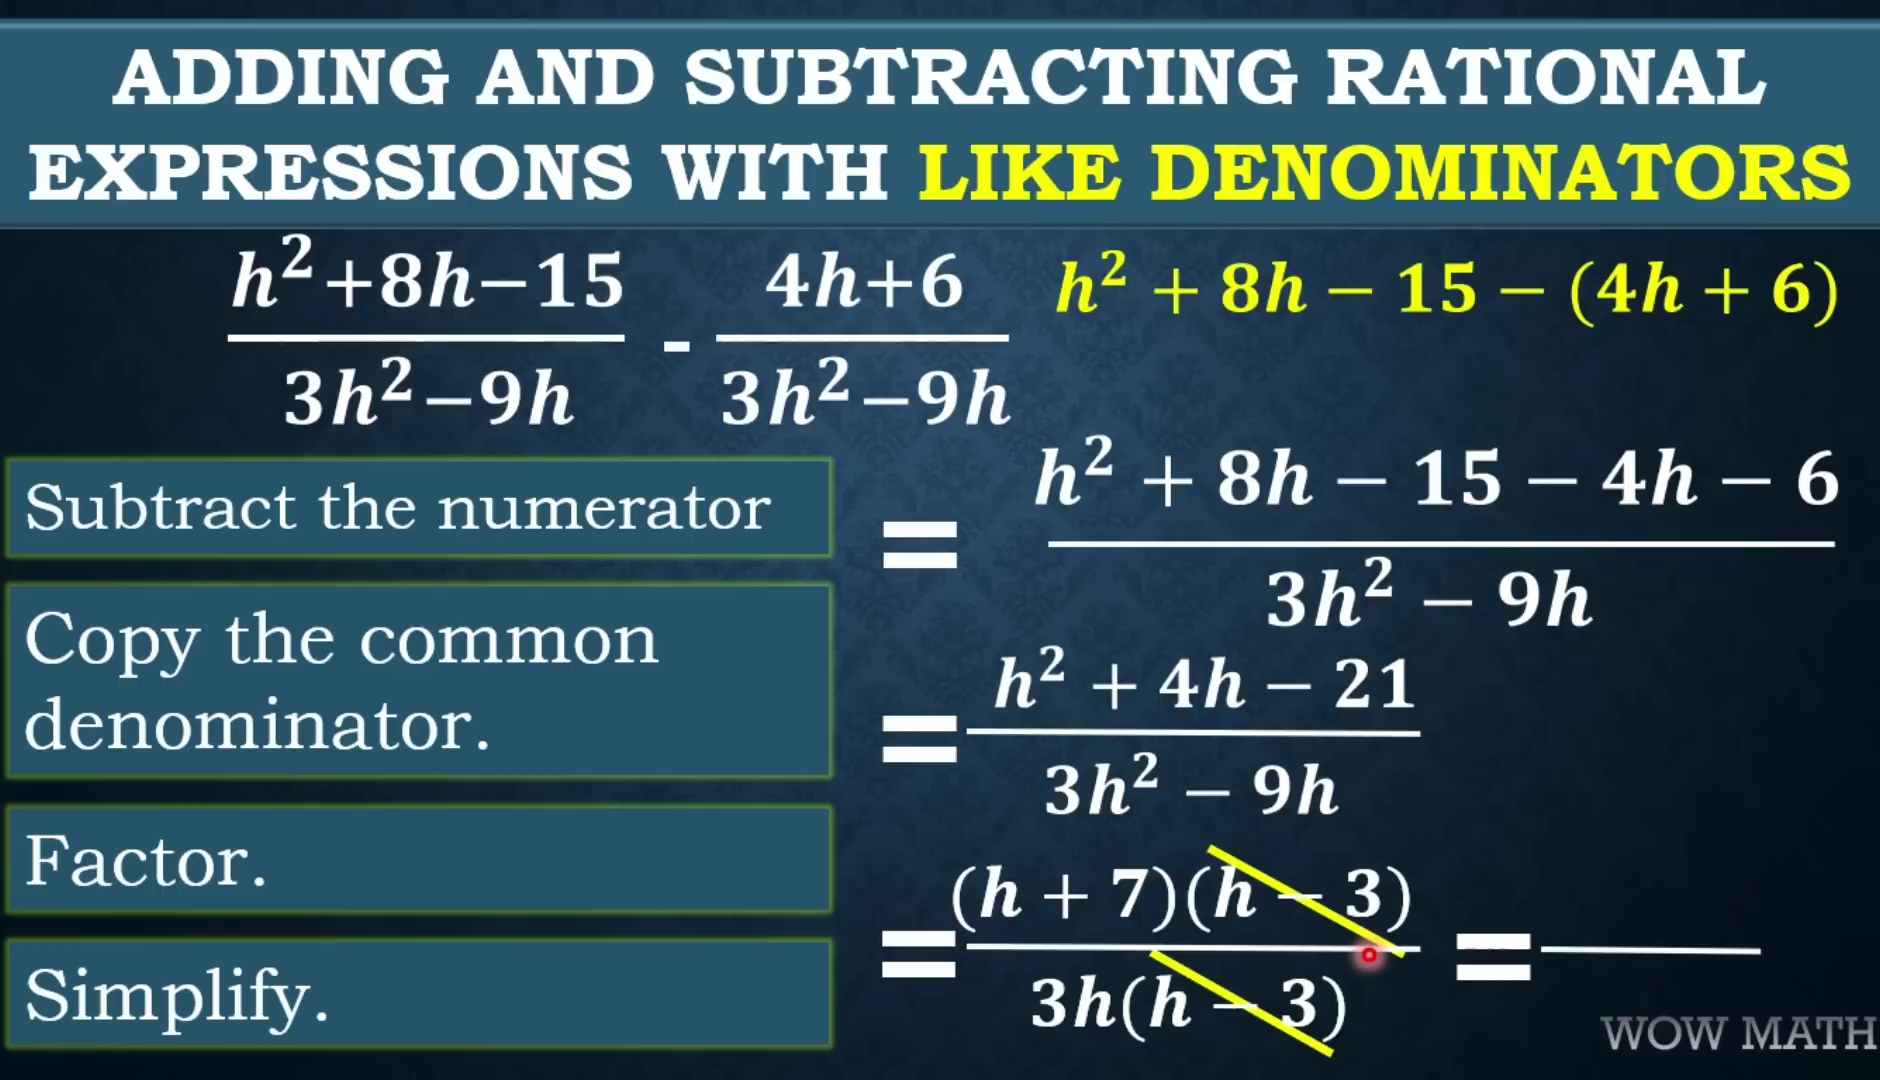 ADDING AND SUBTRACTING RATIONAL
EXPRESSIONS WITH LIKE DENOMINATORS
h²+8h−15 / 3h²−9h - 4h+6 / 3h²−9h
h² + 8h − 15 − (4h + 6)
Subtract the numerator
= h² + 8h − 15 − 4h − 6 / 3h² − 9h
Copy the common
denominator.
= h² + 4h − 21 / 3h² − 9h
Factor.
= (h + 7)(h − 3) / 3h(h − 3) =
Simplify.
WOW MATH